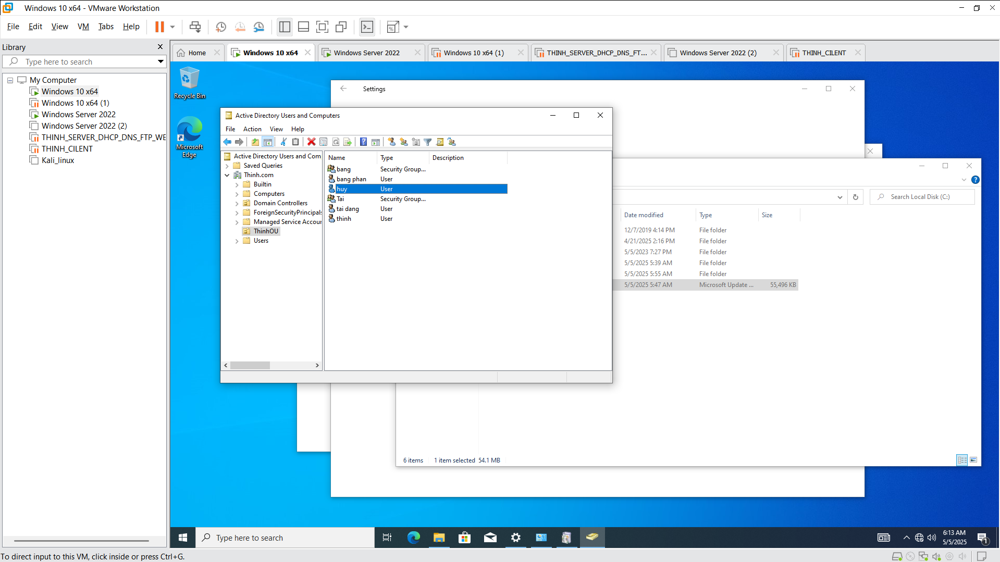 Windows 10 x64 - VMware Workstation
File Edit View VM Tabs Help
Library
Type here to search
My Computer
Windows 10 x64
Windows 10 x64 (1)
Windows Server 2022
Windows Server 2022 (2)
THINH_SERVER_DHCP_DNS_FTP_WE
THINH_CILENT
Kali_linux
Home
Windows 10 x64
Windows Server 2022
Windows 10 x64 (1)
THINH_SERVER_DHCP_DNS_FT...
Windows Server 2022 (2)
THINH_CILENT
Recycle Bin
Microsoft
Edge
Settings
Active Directory Users and Computers
File Action View Help
Active Directory Users and Com
Saved Queries
Thinh.com
Builtin
Computers
Domain Controllers
ForeignSecurityPrincipals
Managed Service Accour
ThinhOU
Users
Name Type Description
bang Security Group...
bang phan User
huy User
Tai Security Group...
tai dang User
thinh User
Search Local Disk (C:)
Date modified Type Size
12/7/2019 4:14 PM File folder
4/21/2025 2:16 PM File folder
5/5/2023 7:27 PM File folder
5/5/2025 5:39 AM File folder
5/5/2025 5:55 AM File folder
5/5/2025 5:47 AM Microsoft Update ... 55,496 KB
6 items 1 item selected 54.1 MB
Type here to search
6:13 AM
5/5/2025
1
To direct input to this VM, click inside or press Ctrl+G.